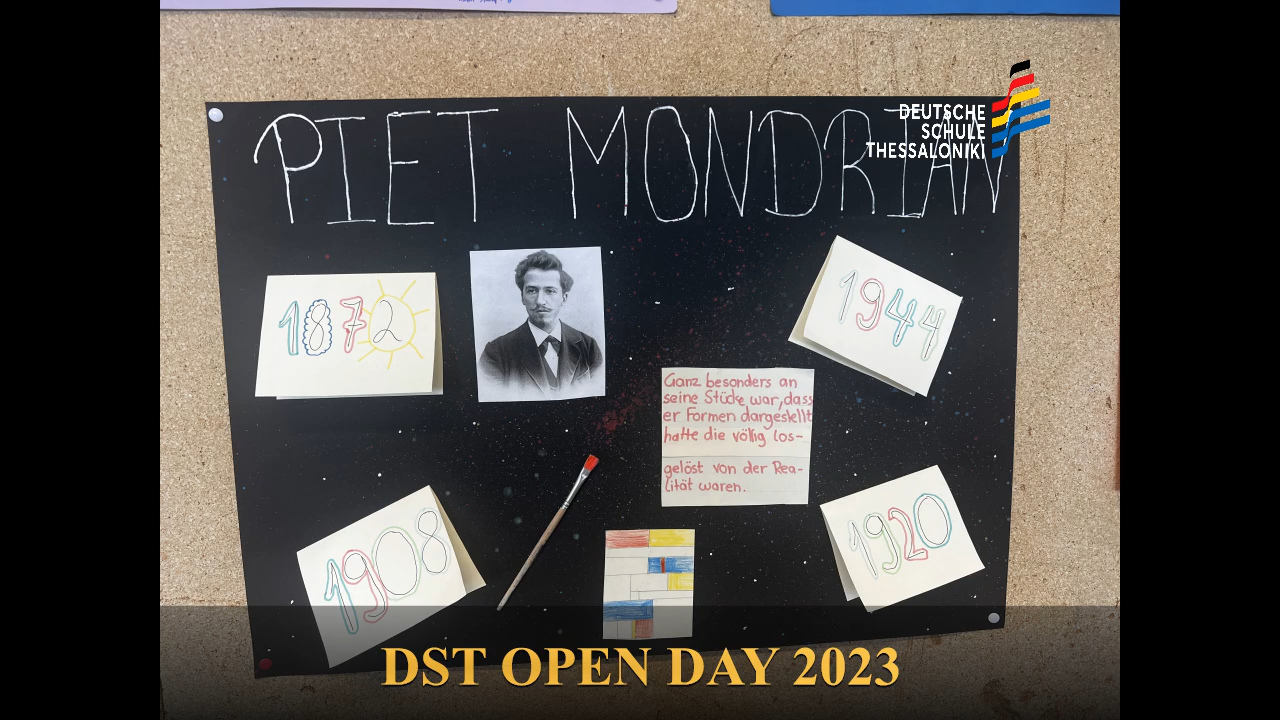 PIET MONDRIAN
DEUTSCHE
SCHULE
THESSALONIKI
1872
1944
Ganz besonders an
seine Stücke war, dass
er Formen dargestellt
hatte die völlig los-
gelöst von der Rea-
lität waren.
1908
1920
DST OPEN DAY 2023